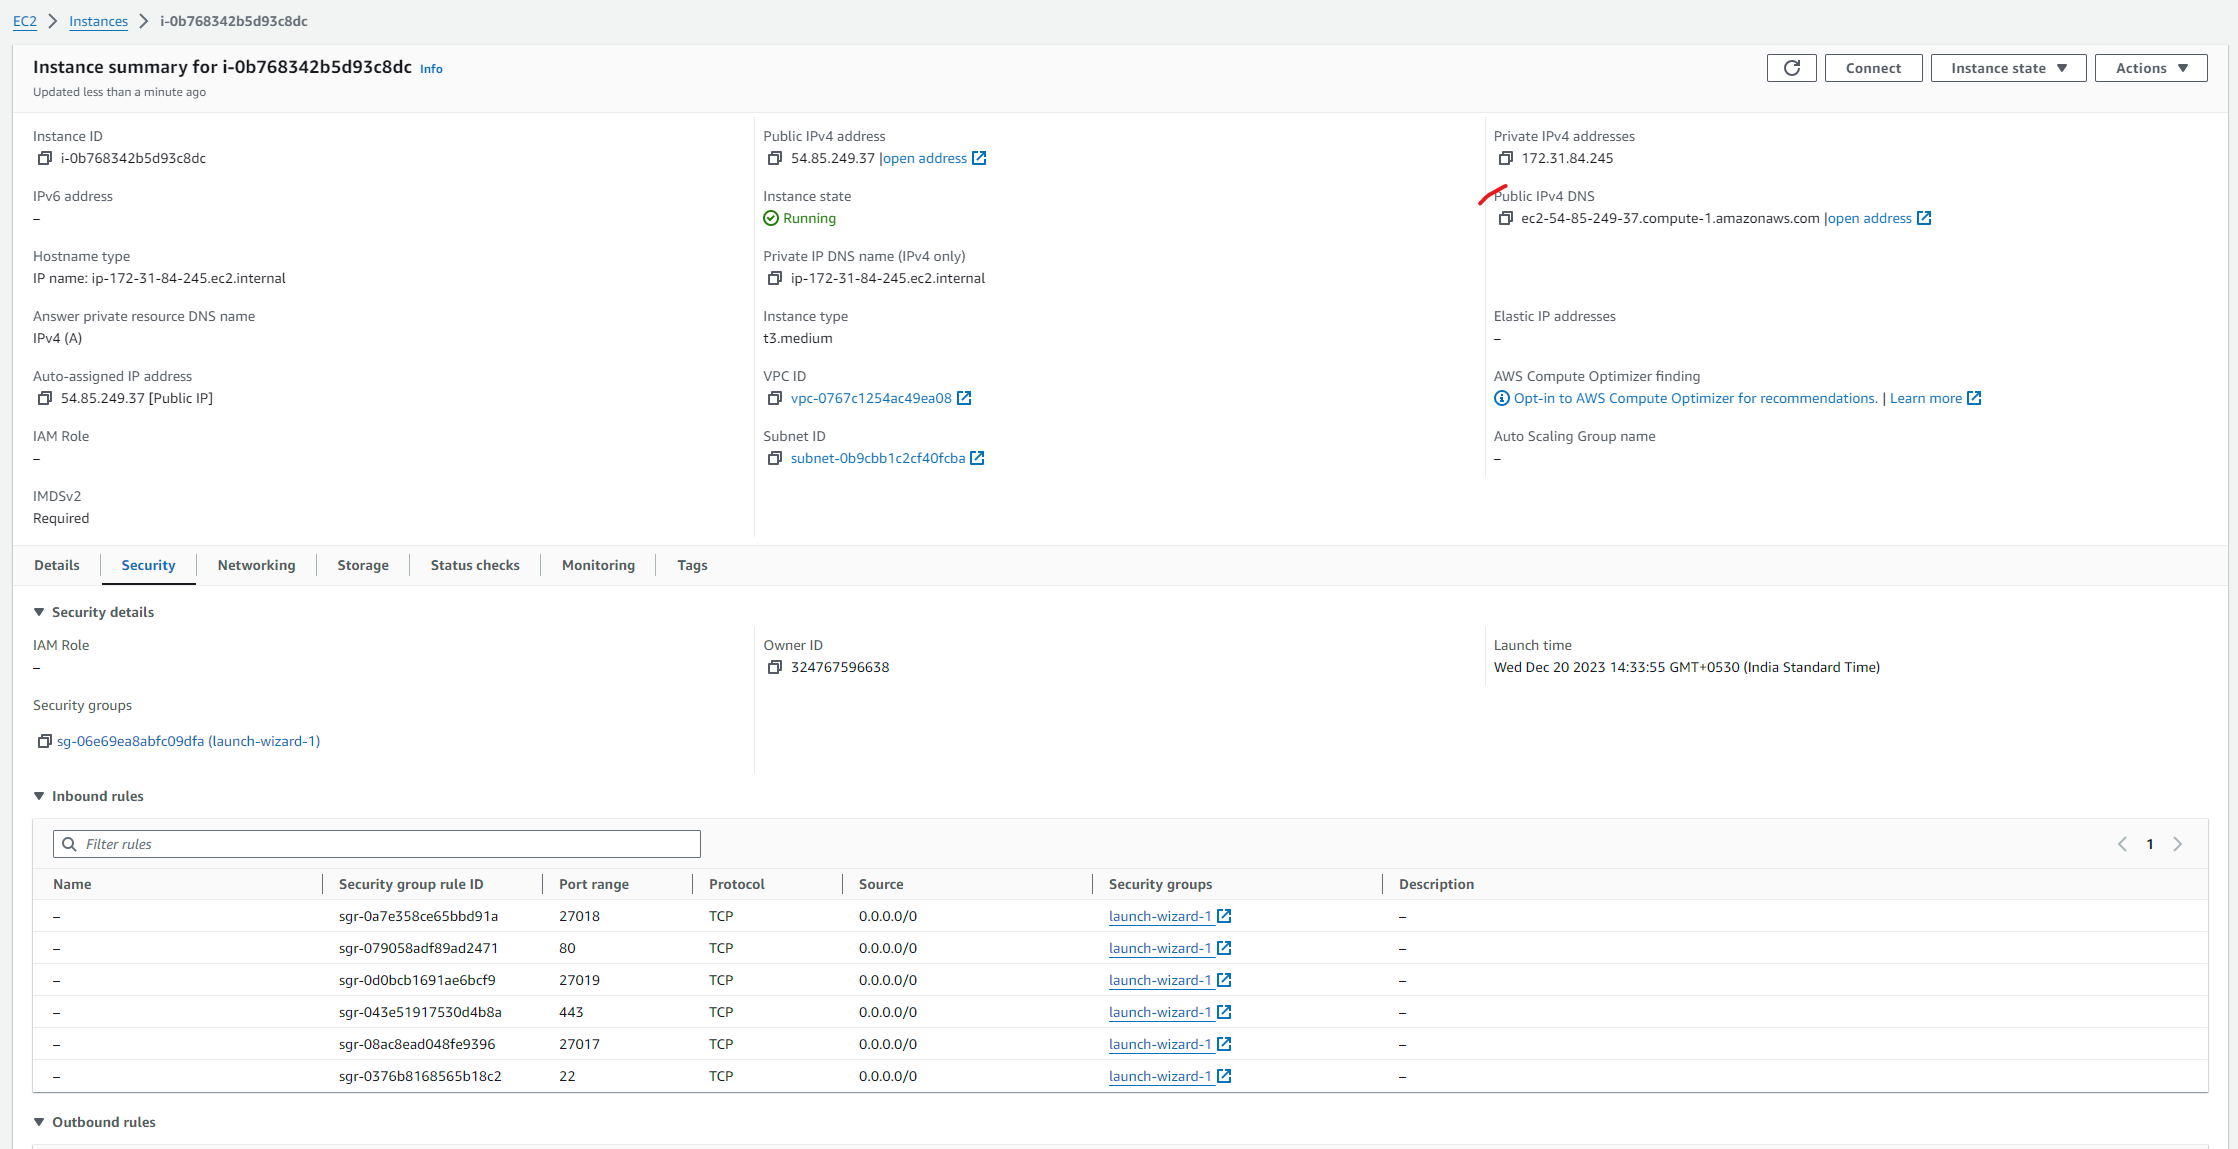 EC2 > Instances > i-0b768342b5d93c8dc
Instance summary for i-0b768342b5d93c8dc Info
Updated less than a minute ago
Connect
Instance state
Actions
Instance ID
i-0b768342b5d93c8dc
Public IPv4 address
54.85.249.37 |open address
Private IPv4 addresses
172.31.84.245
IPv6 address
–
Instance state
Running
Public IPv4 DNS
ec2-54-85-249-37.compute-1.amazonaws.com |open address
Hostname type
IP name: ip-172-31-84-245.ec2.internal
Private IP DNS name (IPv4 only)
ip-172-31-84-245.ec2.internal
Answer private resource DNS name
IPv4 (A)
Instance type
t3.medium
Elastic IP addresses
–
Auto-assigned IP address
54.85.249.37 [Public IP]
VPC ID
vpc-0767c1254ac49ea08
AWS Compute Optimizer finding
Opt-in to AWS Compute Optimizer for recommendations. | Learn more
IAM Role
–
Subnet ID
subnet-0b9cbb1c2cf40fcba
Auto Scaling Group name
–
IMDSv2
Required
Details Security Networking Storage Status checks Monitoring Tags
Security details
IAM Role
–
Owner ID
324767596638
Launch time
Wed Dec 20 2023 14:33:55 GMT+0530 (India Standard Time)
Security groups
sg-06e69ea8abfc09dfa (launch-wizard-1)
Inbound rules
Filter rules
1
Name Security group rule ID Port range Protocol Source Security groups Description
– sgr-0a7e358ce65bbd91a 27018 TCP 0.0.0.0/0 launch-wizard-1 –
– sgr-079058adf89ad2471 80 TCP 0.0.0.0/0 launch-wizard-1 –
– sgr-0d0bcb1691ae6bcf9 27019 TCP 0.0.0.0/0 launch-wizard-1 –
– sgr-043e51917530d4b8a 443 TCP 0.0.0.0/0 launch-wizard-1 –
– sgr-08ac8ead048fe9396 27017 TCP 0.0.0.0/0 launch-wizard-1 –
– sgr-0376b8168565b18c2 22 TCP 0.0.0.0/0 launch-wizard-1 –
Outbound rules